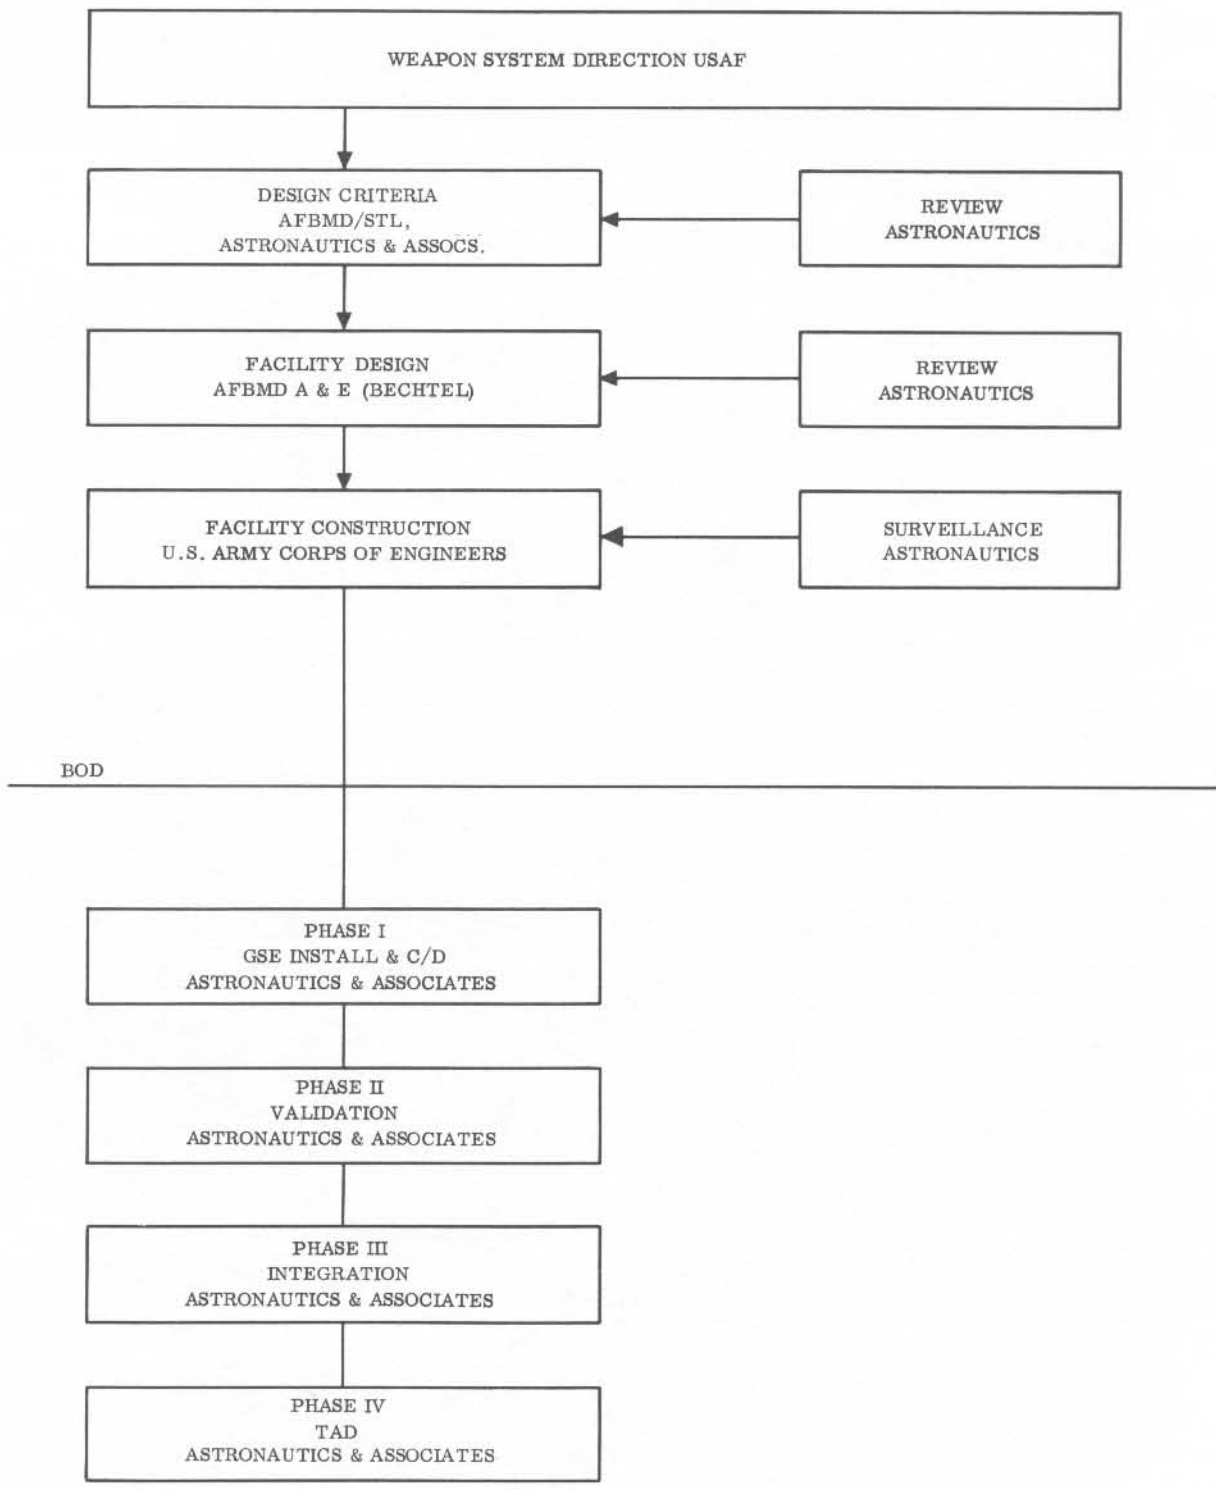 WEAPON SYSTEM DIRECTION USAF
DESIGN CRITERIA
AFBMD/STL,
ASTRONAUTICS & ASSOCS.
REVIEW
ASTRONAUTICS
FACILITY DESIGN
AFBMD A & E (BECHTEL)
REVIEW
ASTRONAUTICS
FACILITY CONSTRUCTION
U.S. ARMY CORPS OF ENGINEERS
SURVEILLANCE
ASTRONAUTICS
BOD
PHASE I
GSE INSTALL & C/D
ASTRONAUTICS & ASSOCIATES
PHASE II
VALIDATION
ASTRONAUTICS & ASSOCIATES
PHASE III
INTEGRATION
ASTRONAUTICS & ASSOCIATES
PHASE IV
TAD
ASTRONAUTICS & ASSOCIATES